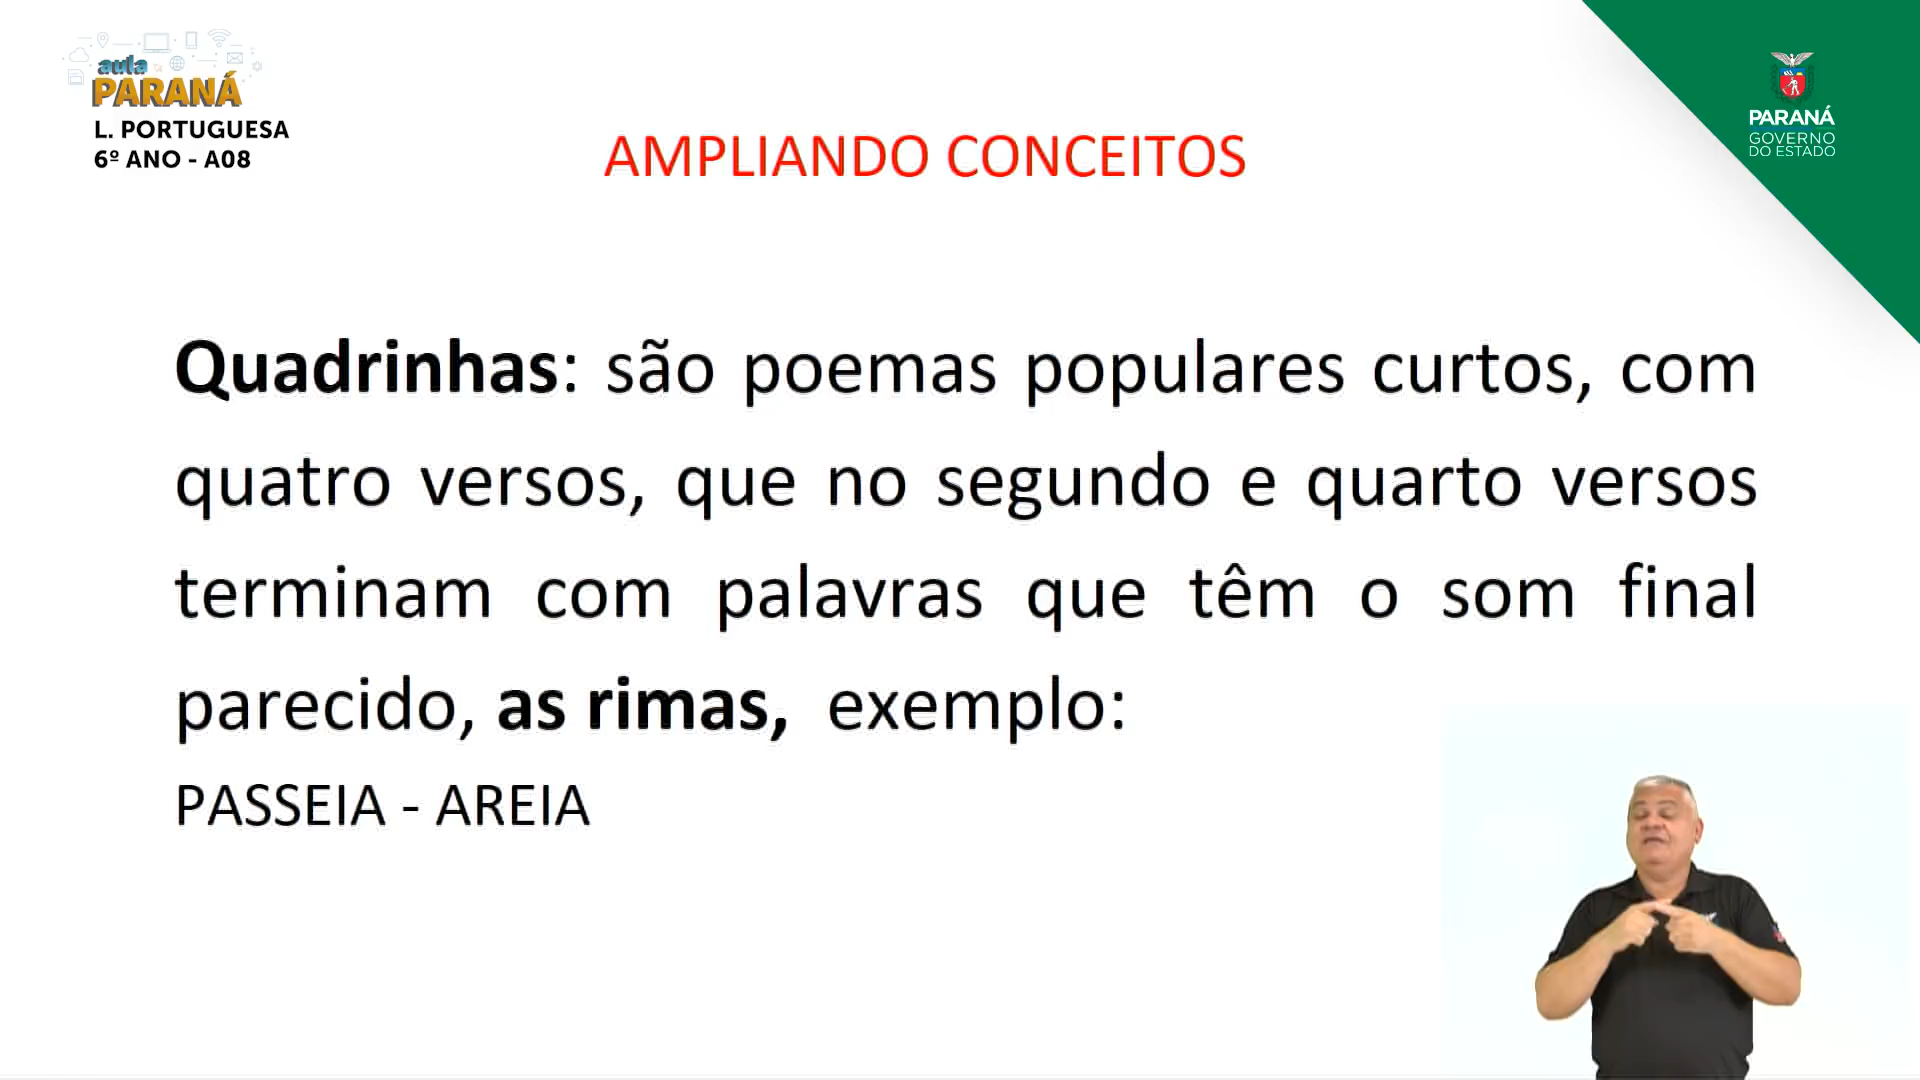 aula
PARANÁ
L. PORTUGUESA
6º ANO - A08
PARANÁ
GOVERNO
DO ESTADO
AMPLIANDO CONCEITOS
Quadrinhas: são poemas populares curtos, com
quatro versos, que no segundo e quarto versos
terminam com palavras que têm o som final
parecido, as rimas, exemplo:
PASSEIA - AREIA